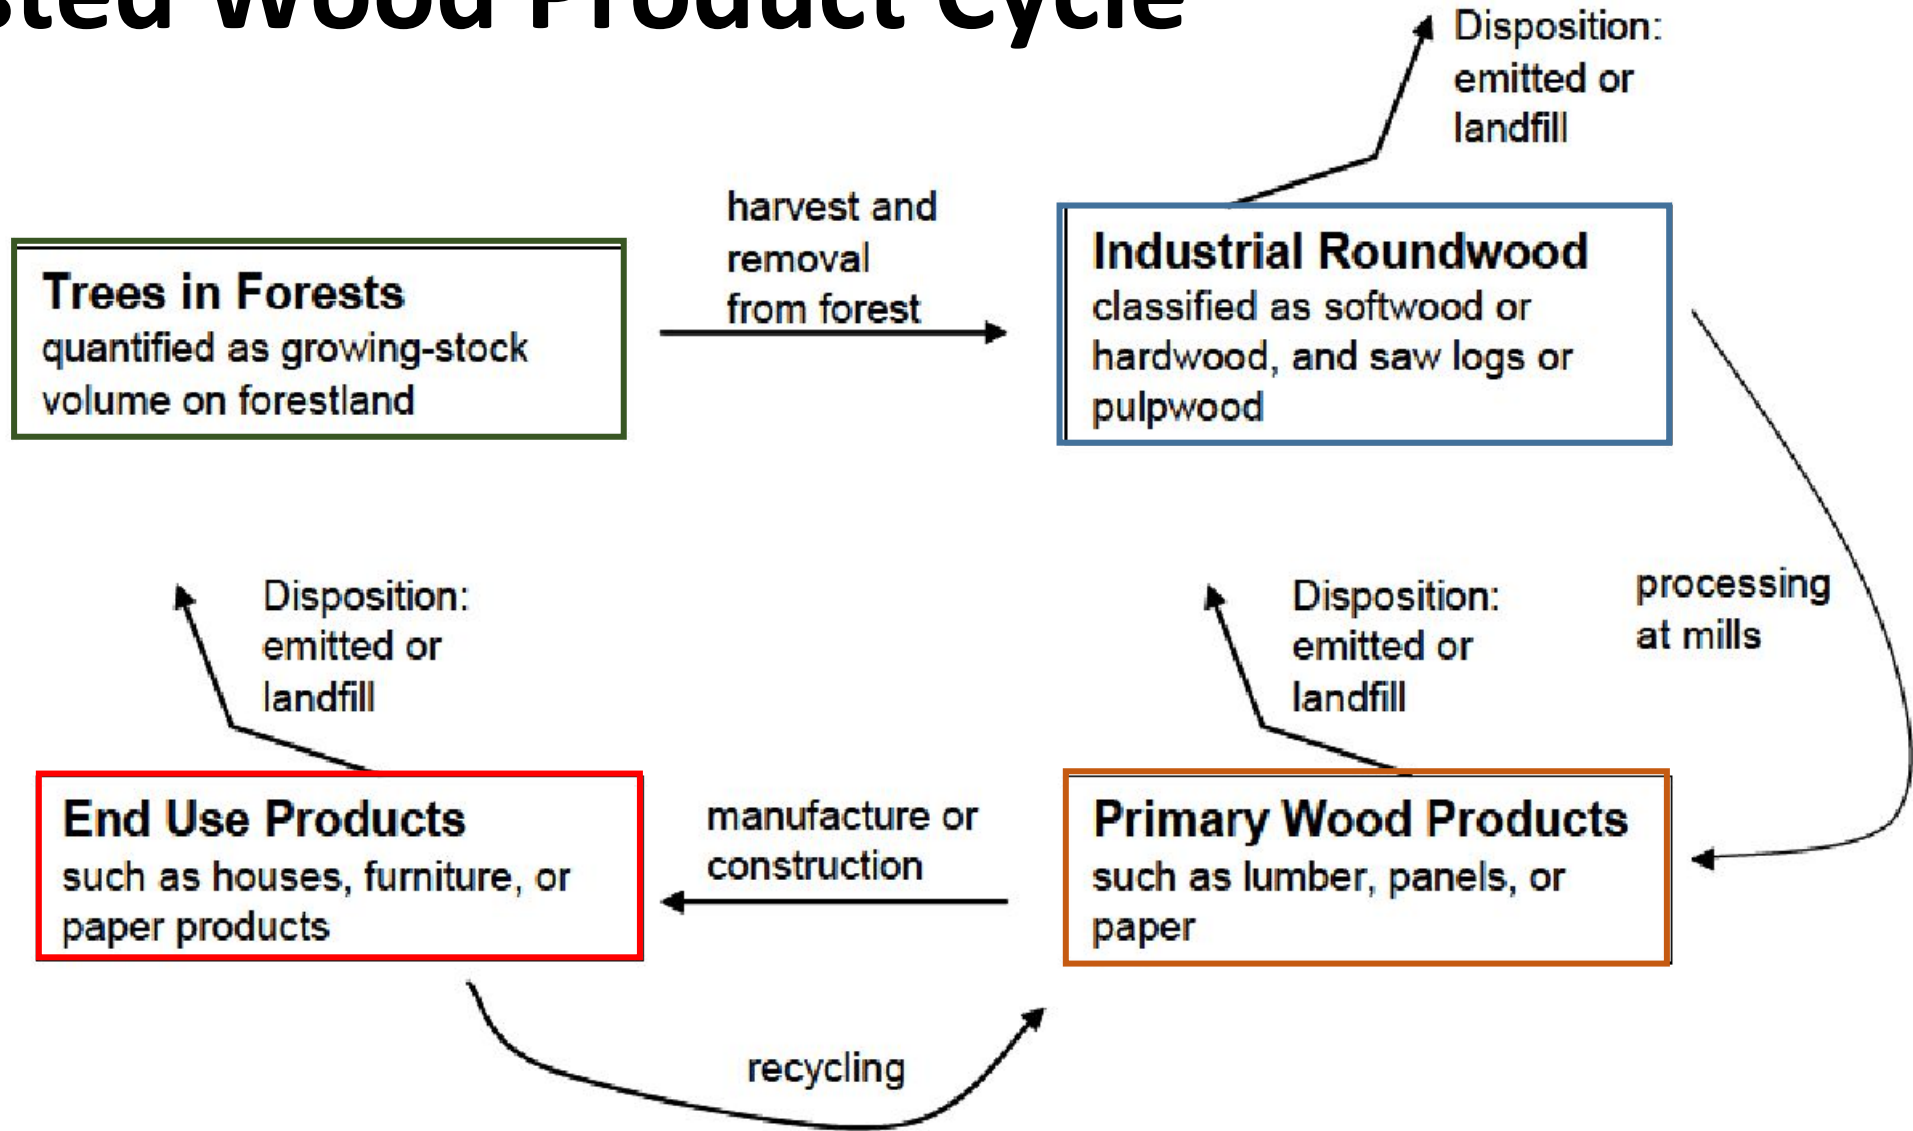 Wood Product Cycle
Disposition:
emitted or
landfill
harvest and
removal
from forest
Trees in Forests
quantified as growing-stock
volume on forestland
Industrial Roundwood
classified as softwood or
hardwood, and saw logs or
pulpwood
Disposition:
emitted or
landfill
Disposition:
emitted or
landfill
processing
at mills
End Use Products
such as houses, furniture, or
paper products
manufacture or
construction
Primary Wood Products
such as lumber, panels, or
paper
recycling